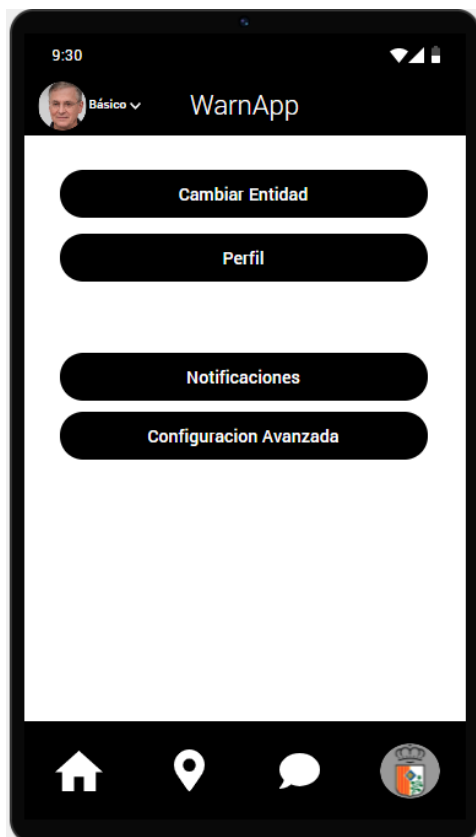 9:30
Básico
WarnApp
Cambiar Entidad
Perfil
Notificaciones
Configuracion Avanzada